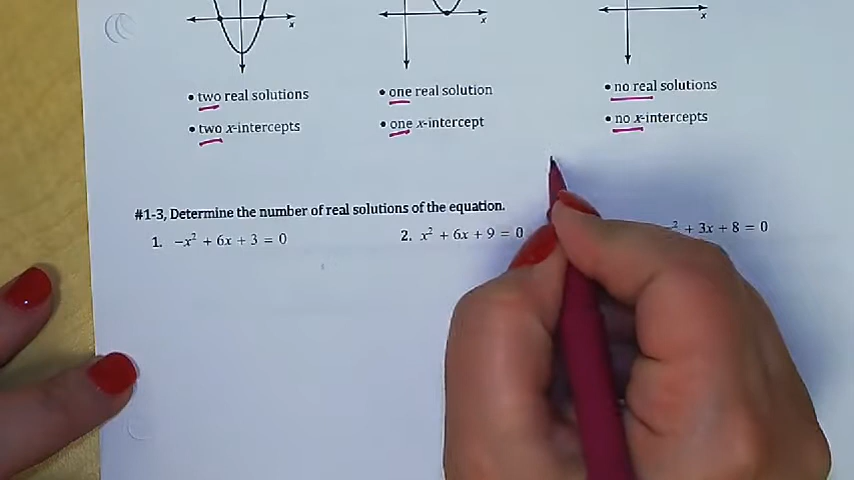 x
x
x
• two real solutions
• one real solution
• no real solutions
• two x-intercepts
• one x-intercept
• no x-intercepts
#1-3, Determine the number of real solutions of the equation.
1. −x² + 6x + 3 = 0
2. x² + 6x + 9 = 0
² + 3x + 8 = 0